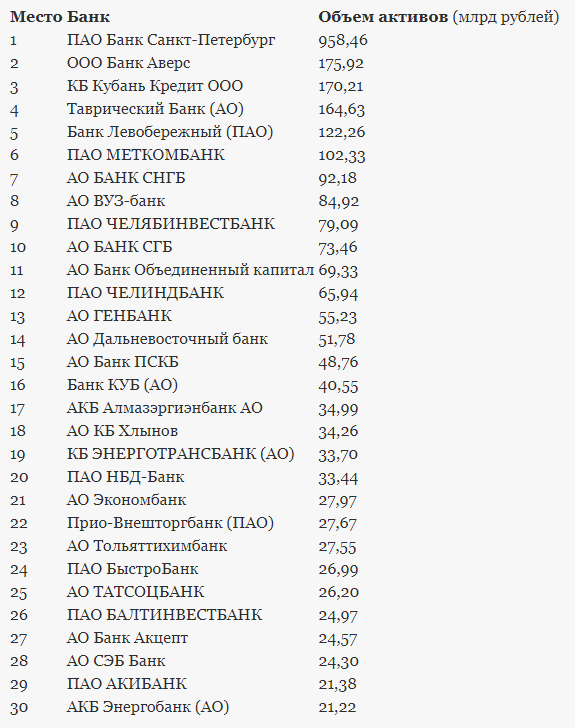 Место Банк Объем активов (млрд рублей)
1 ПАО Банк Санкт-Петербург 958,46
2 ООО Банк Аверс 175,92
3 КБ Кубань Кредит ООО 170,21
4 Таврический Банк (АО) 164,63
5 Банк Левобережный (ПАО) 122,26
6 ПАО МЕТКОМБАНК 102,33
7 АО БАНК СНГБ 92,18
8 АО ВУЗ-банк 84,92
9 ПАО ЧЕЛЯБИНВЕСТБАНК 79,09
10 АО БАНК СГБ 73,46
11 АО Банк Объединенный капитал 69,33
12 ПАО ЧЕЛИНДБАНК 65,94
13 АО ГЕНБАНК 55,23
14 АО Дальневосточный банк 51,78
15 АО Банк ПСКБ 48,76
16 Банк КУБ (АО) 40,55
17 АКБ Алмазэргиэнбанк АО 34,99
18 АО КБ Хлынов 34,26
19 КБ ЭНЕРГОТРАНСБАНК (АО) 33,70
20 ПАО НБД-Банк 33,44
21 АО Экономбанк 27,97
22 Прио-Внешторгбанк (ПАО) 27,67
23 АО Тольяттихимбанк 27,55
24 ПАО БыстроБанк 26,99
25 АО ТАТСОЦБАНК 26,20
26 ПАО БАЛТИНВЕСТБАНК 24,97
27 АО Банк Акцепт 24,57
28 АО СЭБ Банк 24,30
29 ПАО АКИБАНК 21,38
30 АКБ Энергобанк (АО) 21,22